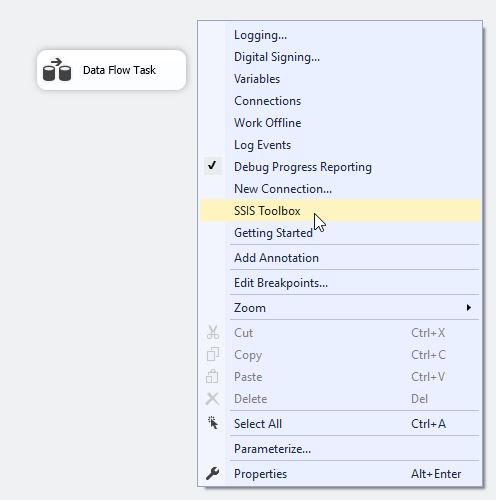 Data Flow Task
Logging...
Digital Signing...
Variables
Connections
Work Offline
Log Events
Debug Progress Reporting
New Connection...
SSIS Toolbox
Getting Started
Add Annotation
Edit Breakpoints...
Zoom
Cut Ctrl+X
Copy Ctrl+C
Paste Ctrl+V
Delete Del
Select All Ctrl+A
Parameterize...
Properties Alt+Enter